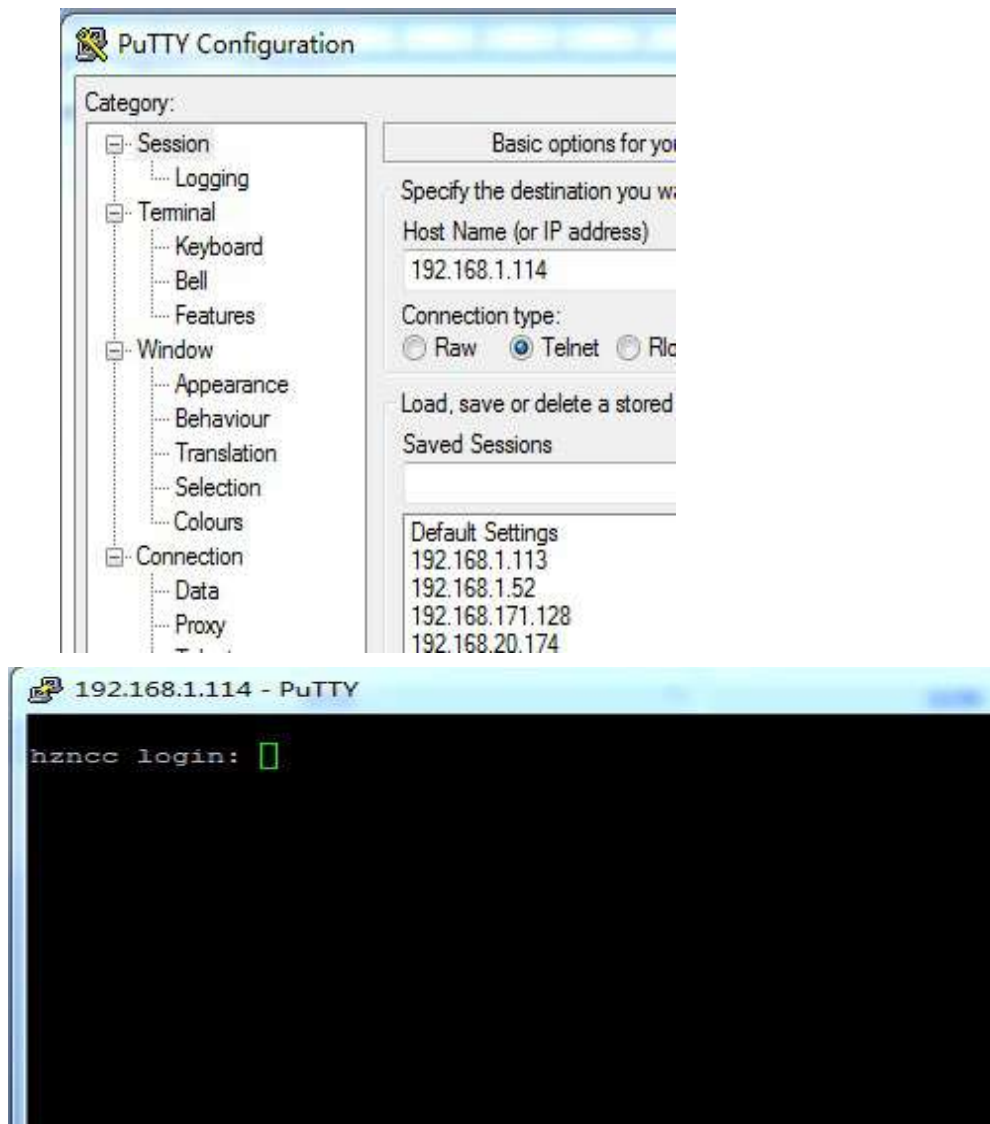 PuTTY Configuration
Category:
Session
Logging
Terminal
Keyboard
Bell
Features
Window
Appearance
Behaviour
Translation
Selection
Colours
Connection
Data
Proxy
Basic options for you
Specify the destination you
Host Name (or IP address)
192.168.1.114
Connection type:
Raw Telnet
Load, save or delete a stored
Saved Sessions
Default Settings
192.168.1.113
192.168.1.52
192.168.171.128
192.168.20.174
192.168.1.114 - PuTTY
hzncc login: